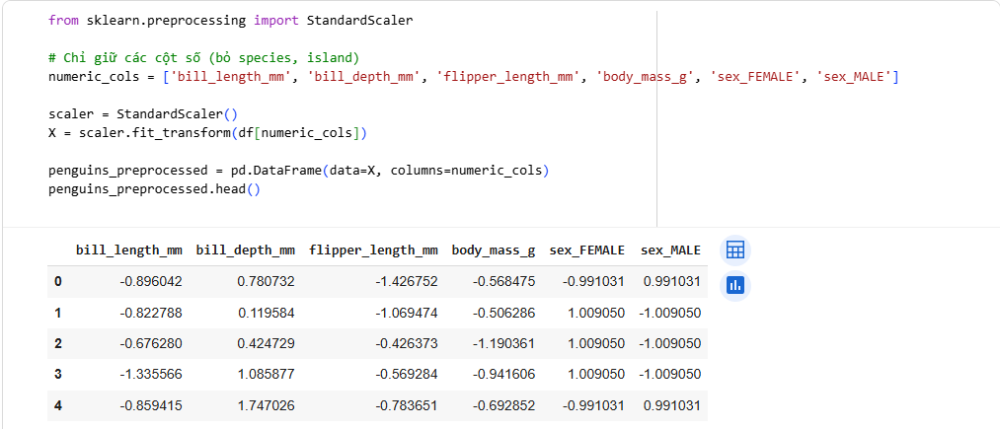 from sklearn.preprocessing import StandardScaler
# Chỉ giữ các cột số (bỏ species, island)
numeric_cols = ['bill_length_mm', 'bill_depth_mm', 'flipper_length_mm', 'body_mass_g', 'sex_FEMALE', 'sex_MALE']
scaler = StandardScaler()
X = scaler.fit_transform(df[numeric_cols])
penguins_preprocessed = pd.DataFrame(data=X, columns=numeric_cols)
penguins_preprocessed.head()
bill_length_mm bill_depth_mm flipper_length_mm body_mass_g sex_FEMALE sex_MALE
0 -0.896042 0.780732 -1.426752 -0.568475 -0.991031 0.991031
1 -0.822788 0.119584 -1.069474 -0.506286 1.009050 -1.009050
2 -0.676280 0.424729 -0.426373 -1.190361 1.009050 -1.009050
3 -1.335566 1.085877 -0.569284 -0.941606 1.009050 -1.009050
4 -0.859415 1.747026 -0.783651 -0.692852 -0.991031 0.991031